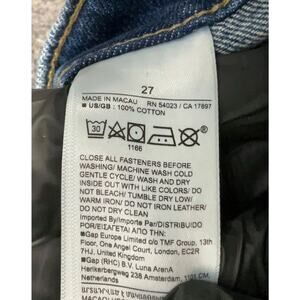 27
MADE IN MACAU RN 54023 / CA 17897
■ US/GB: 100% COTTON
30
1166
CLOSE ALL FASTENERS BEFORE
WASHING/ MACHINE WASH COLD
GENTLE CYCLE/ WASH AND DRY
INSIDE OUT WITH LIKE COLORS/ DO
NOT BLEACH/ TUMBLE DRY LOW/
WARM IRON/ DO NOT IRON LEATHER/
DO NOT DRY CLEAN
Imported by/Importe Par/Distribuido
POR/ΕΙΣΑΓΕΤΑΙ ΑΠΟ ΤΗΝ:
■Gap Europe Limited c/o TMF Group, 13th
Floor, One Angel Court, London, EC2R
7HJ, United Kingdom
■Gap (RHC) B.V. Luna ArenA
Herikerbergweg 238 Amsterdam, 1101 CM,